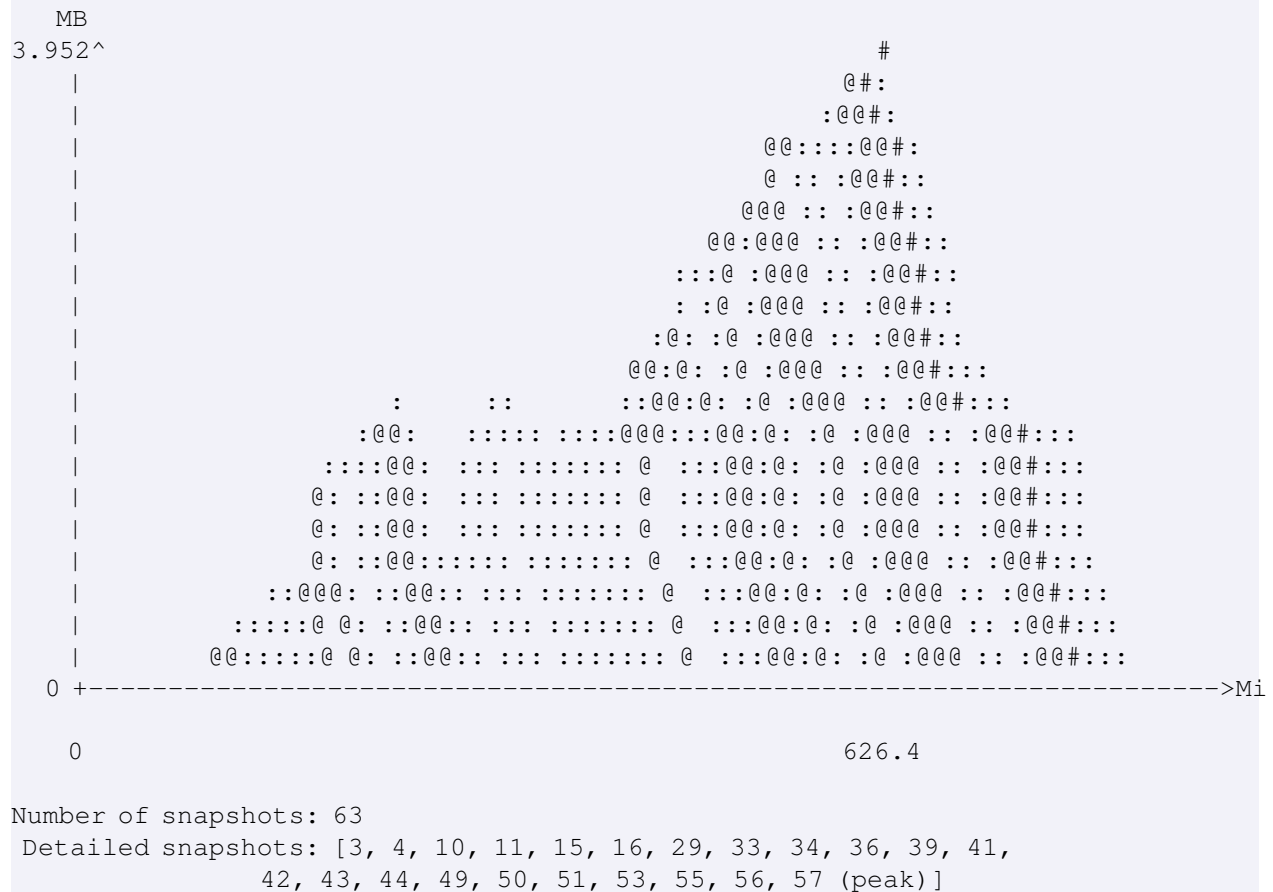 MB
3.952^ #
| @#:
| :@@#:
| @@::::@@#:
| @ :: :@@#::
| @@@ :: :@@#::
| @@:@@@ :: :@@#::
| :::@ :@@@ :: :@@#::
| : :@ :@@@ :: :@@#::
| :@: :@ :@@@ :: :@@#::
| @@:@: :@ :@@@ :: :@@#:::
| : :: ::@@:@: :@ :@@@ :: :@@#:::
| :@@: ::::: ::::@@@:::@@:@: :@ :@@@ :: :@@#:::
| ::::@@: ::: ::::::: @ :::@@:@: :@ :@@@ :: :@@#:::
| @: ::@@: ::: ::::::: @ :::@@:@: :@ :@@@ :: :@@#:::
| @: ::@@: ::: ::::::: @ :::@@:@: :@ :@@@ :: :@@#:::
| @: ::@@:::::: ::::::: @ :::@@:@: :@ :@@@ :: :@@#:::
| ::@@@: ::@@:: ::: ::::::: @ :::@@:@: :@ :@@@ :: :@@#:::
| :::::@ @: ::@@:: ::: ::::::: @ :::@@:@: :@ :@@@ :: :@@#:::
| @@:::::@ @: ::@@:: ::: ::::::: @ :::@@:@: :@ :@@@ :: :@@#:::
0 +----------------------------------------------------------------------->Mi
0 626.4
Number of snapshots: 63
Detailed snapshots: [3, 4, 10, 11, 15, 16, 29, 33, 34, 36, 39, 41,
42, 43, 44, 49, 50, 51, 53, 55, 56, 57 (peak)]